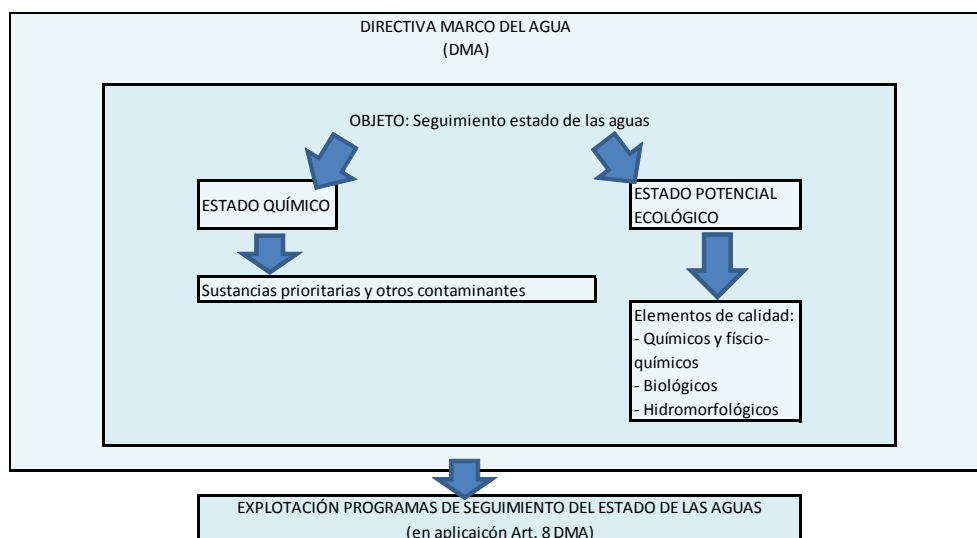 DIRECTIVA MARCO DEL AGUA
(DMA)
OBJETO: Seguimiento estado de las aguas
ESTADO QUÍMICO
ESTADO POTENCIAL
ECOLÓGICO
Sustancias prioritarias y otros contaminantes
Elementos de calidad:
- Químicos y físcio-
químicos
- Biológicos
- Hidromorfológicos
EXPLOTACIÓN PROGRAMAS DE SEGUIMIENTO DEL ESTADO DE LAS AGUAS
(en aplicaicón Art. 8 DMA)